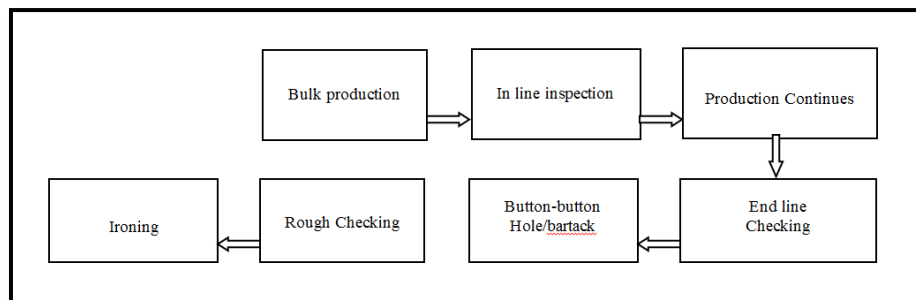 Bulk production
In line inspection
Production Continues
End line
Checking
Button-button
Hole/bartack
Rough Checking
Ironing